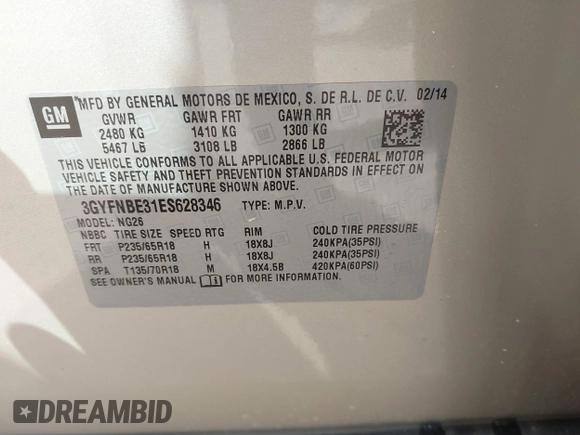 GM
MFD BY GENERAL MOTORS DE MEXICO, S. DE R.L. DE C.V. 02/14
GVWR GAWR FRT GAWR RR
2480 KG 1410 KG 1300 KG
5467 LB 3108 LB 2866 LB
THIS VEHICLE CONFORMS TO ALL APPLICABLE U.S. FEDERAL MOTOR
VEHICLE SAFETY AND THEFT PREVENTION STANDARDS IN EFFECT ON
THE DATE OF MANUFACTURE SHOWN ABOVE.
3GYFNBE31ES628346 TYPE: M.P.V.
MODEL: NG26
NBBC TIRE SIZE SPEED RTG RIM COLD TIRE PRESSURE
FRT P235/65R18 H 18X8J 240KPA(35PSI)
RR P235/65R18 H 18X8J 240KPA(35PSI)
SPA T135/70R18 M 18X4.5B 420KPA(60PSI)
SEE OWNER'S MANUAL FOR MORE INFORMATION.
DREAMBID